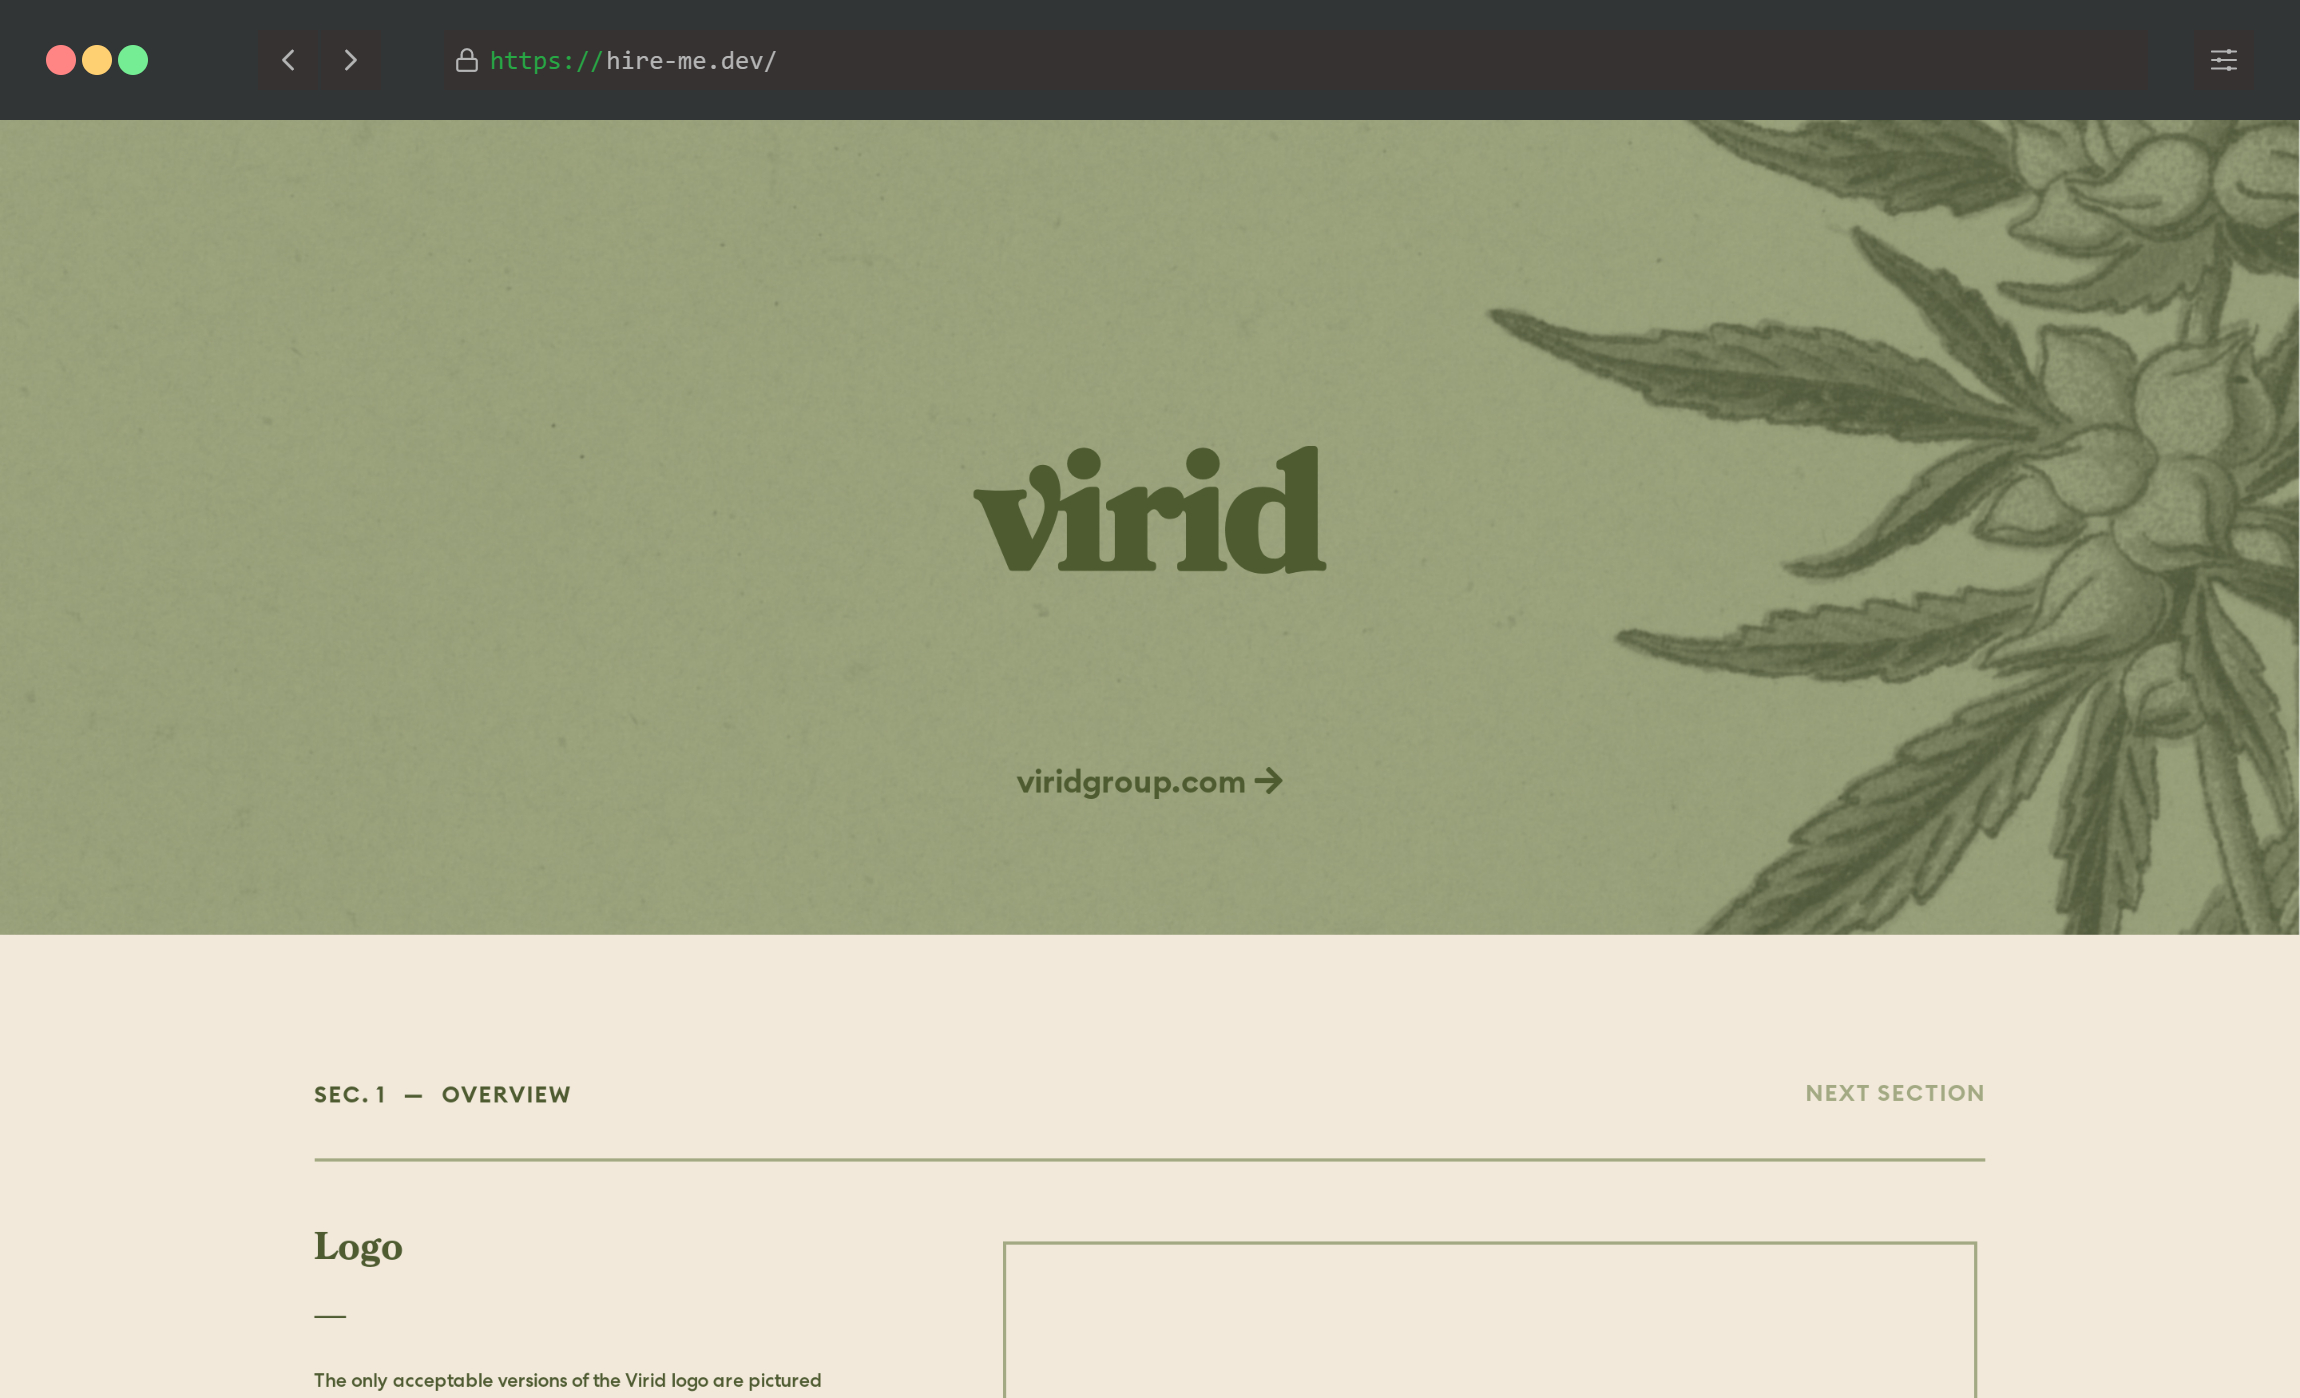 https://hire-me.dev/
virid
viridgroup.com →
SEC. 1 — OVERVIEW
NEXT SECTION
Logo
—
The only acceptable versions of the Virid logo are pictured